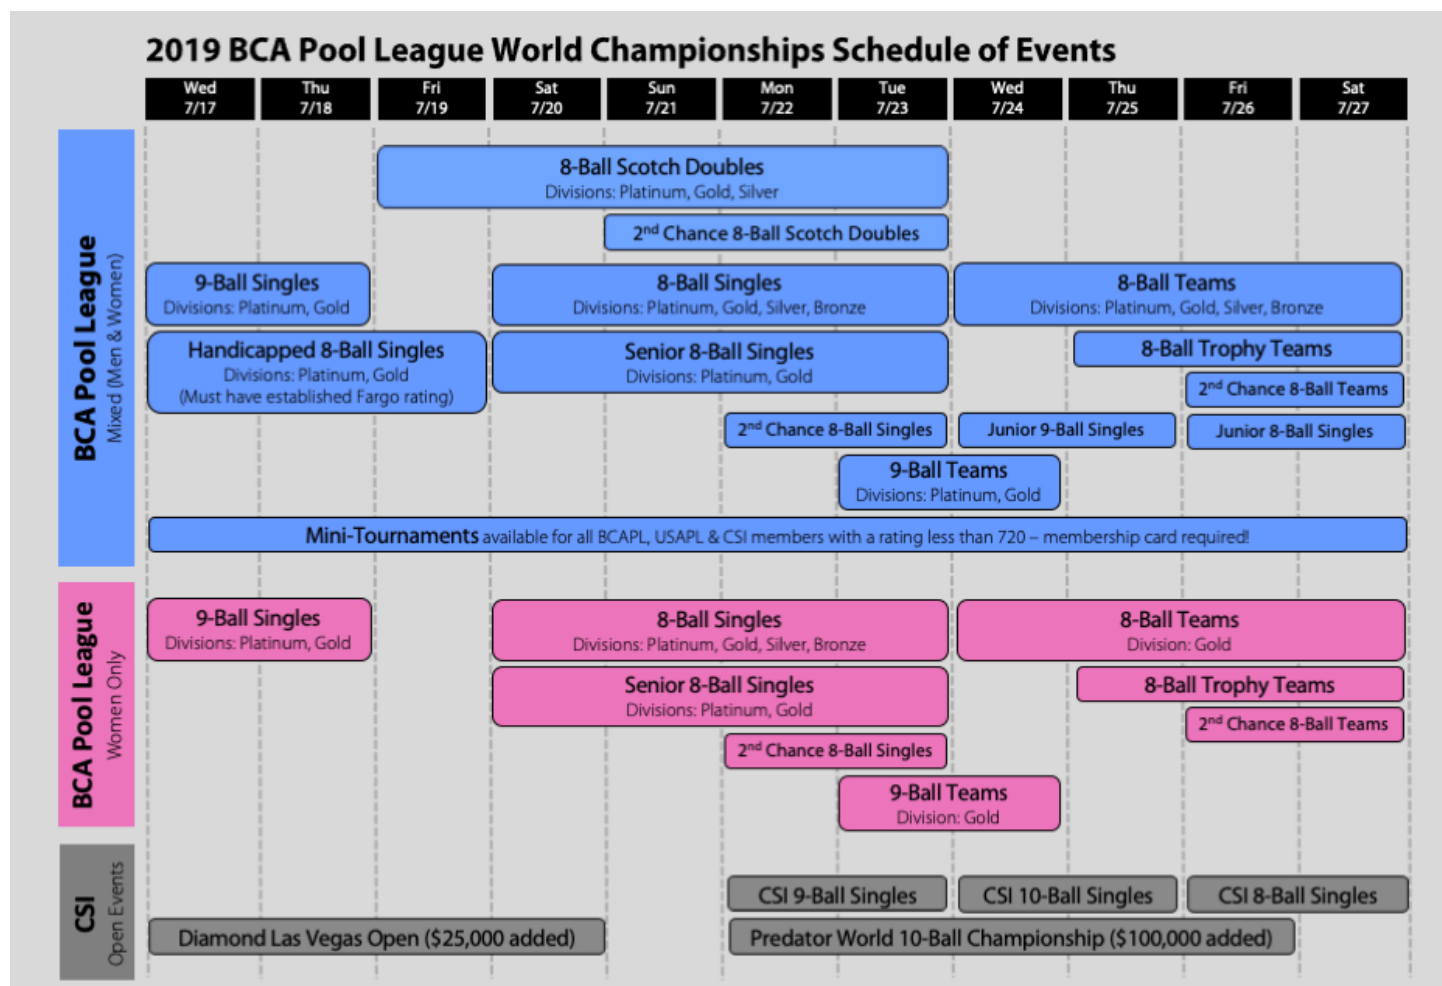 2019 BCA Pool League World Championships Schedule of Events
Wed Thu Fri Sat Sun Mon Tue Wed Thu Fri Sat
7/17 7/18 7/19 7/20 7/21 7/22 7/23 7/24 7/25 7/26 7/27
BCA Pool League
Mixed (Men & Women)
8-Ball Scotch Doubles
Divisions: Platinum, Gold, Silver
2nd Chance 8-Ball Scotch Doubles
9-Ball Singles
Divisions: Platinum, Gold
8-Ball Singles
Divisions: Platinum, Gold, Silver, Bronze
8-Ball Teams
Divisions: Platinum, Gold, Silver, Bronze
Handicapped 8-Ball Singles
Divisions: Platinum, Gold
(Must have established Fargo rating)
Senior 8-Ball Singles
Divisions: Platinum, Gold
8-Ball Trophy Teams
2nd Chance 8-Ball Teams
2nd Chance 8-Ball Singles
Junior 9-Ball Singles
Junior 8-Ball Singles
9-Ball Teams
Divisions: Platinum, Gold
Mini-Tournaments available for all BCAPL, USAPL & CSI members with a rating less than 720 – membership card required!
BCA Pool League
Women Only
9-Ball Singles
Divisions: Platinum, Gold
8-Ball Singles
Divisions: Platinum, Gold, Silver, Bronze
8-Ball Teams
Division: Gold
Senior 8-Ball Singles
Divisions: Platinum, Gold
8-Ball Trophy Teams
2nd Chance 8-Ball Teams
2nd Chance 8-Ball Singles
9-Ball Teams
Division: Gold
CSI
Open Events
CSI 9-Ball Singles
CSI 10-Ball Singles
CSI 8-Ball Singles
Diamond Las Vegas Open ($25,000 added)
Predator World 10-Ball Championship ($100,000 added)